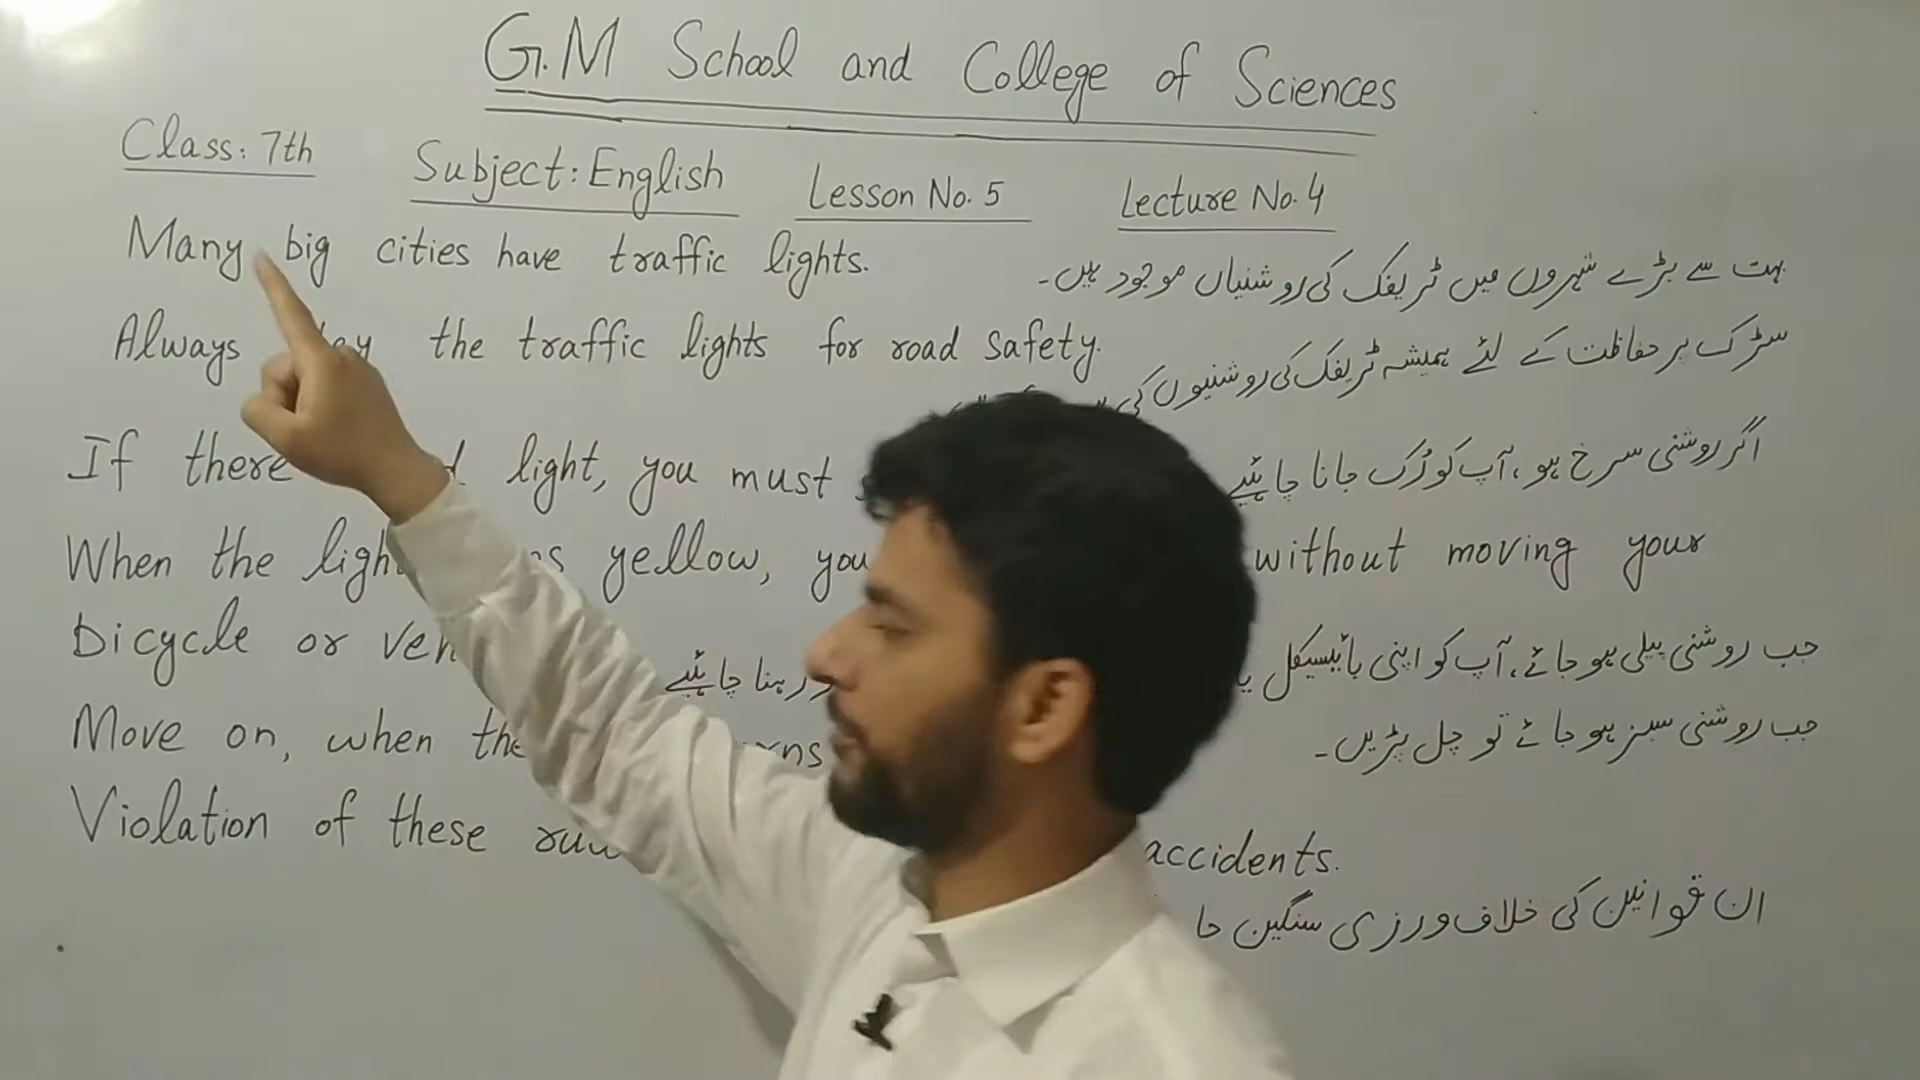 G.M School and College of Sciences
Class: 7th Subject: English Lesson No. 5 Lecture No. 4
Many big cities have traffic lights.
بہت سے بڑے شہروں میں ٹریفک کی روشنیاں موجود ہیں۔
Always the traffic lights for road safety.
سڑک پر حفاظت کے لئے ہمیشہ ٹریفک کی روشنیوں کی
If there light, you must
اگر روشنی سرخ ہو، آپ کو رُک جانا چاہئیے
When the yellow, you without moving your
Bicycle or
جب روشنی پیلی ہو جائے، آپ کو اپنی بائیسیکل یا
رہنا چاہئیے
Move on, when the
جب روشنی سبز ہو جائے تو چل پڑیں۔
Violation of these accidents.
ان قوانین کی خلاف ورزی سنگین